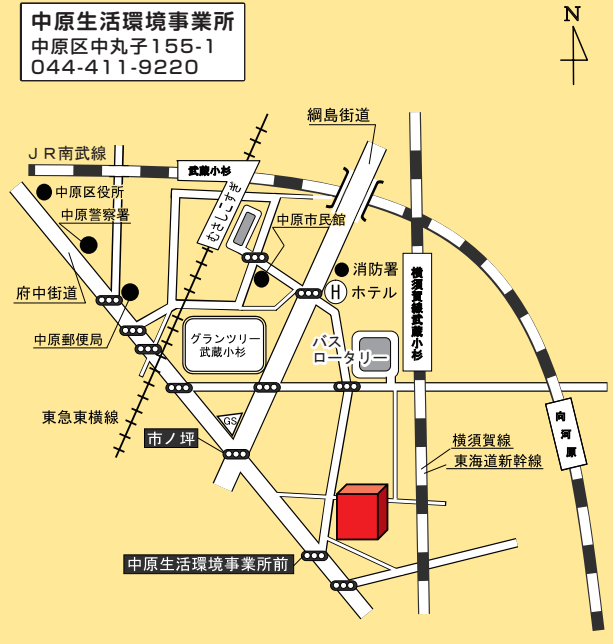 中原生活環境事業所
中原区中丸子155-1
044-411-9220
N
綱島街道
JR南武線
武蔵小杉
むさしこすぎ
中原区役所
中原警察署
中原市民館
消防署
H ホテル
横須賀線武蔵小杉
府中街道
中原郵便局
グランツリー
武蔵小杉
バス
ロータリー
東急東横線
GS
市ノ坪
向河原
横須賀線
東海道新幹線
中原生活環境事業所前